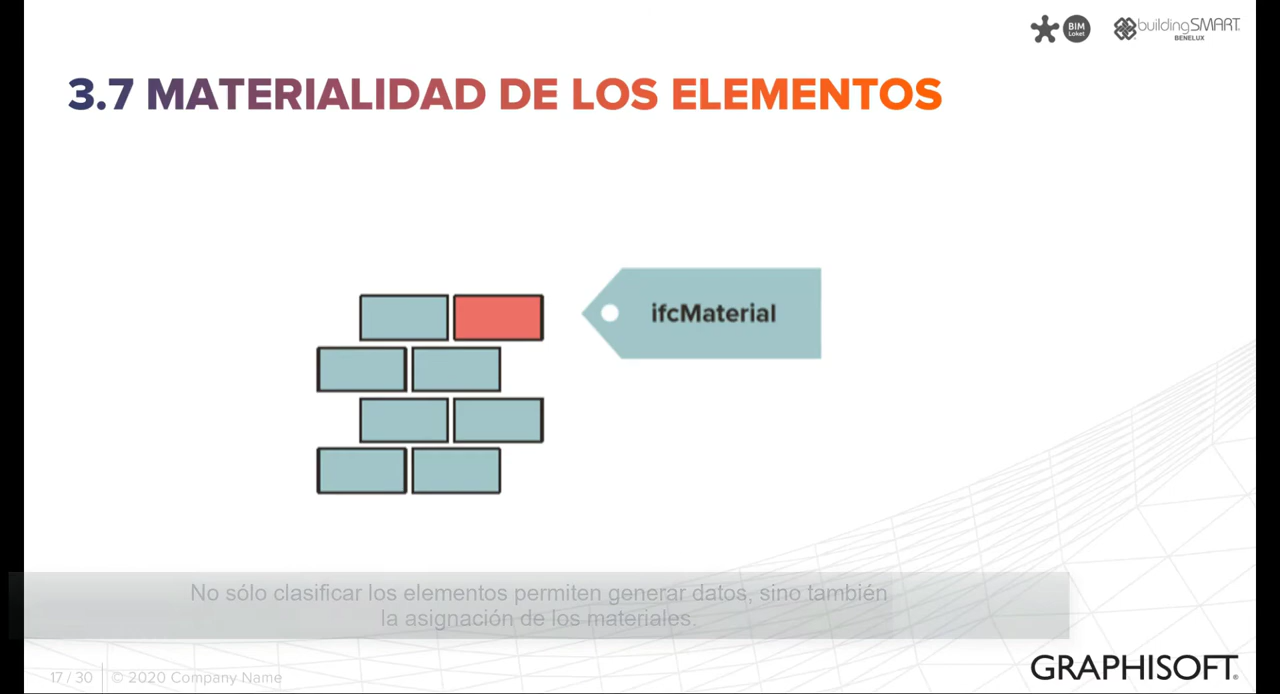 BIM
Loket
buildingSMART
BENELUX
3.7 MATERIALIDAD DE LOS ELEMENTOS
ifcMaterial
No sólo clasificar los elementos permiten generar datos, sino también
la asignación de los materiales.
17 / 30 © 2020 Company Name
GRAPHISOFT.